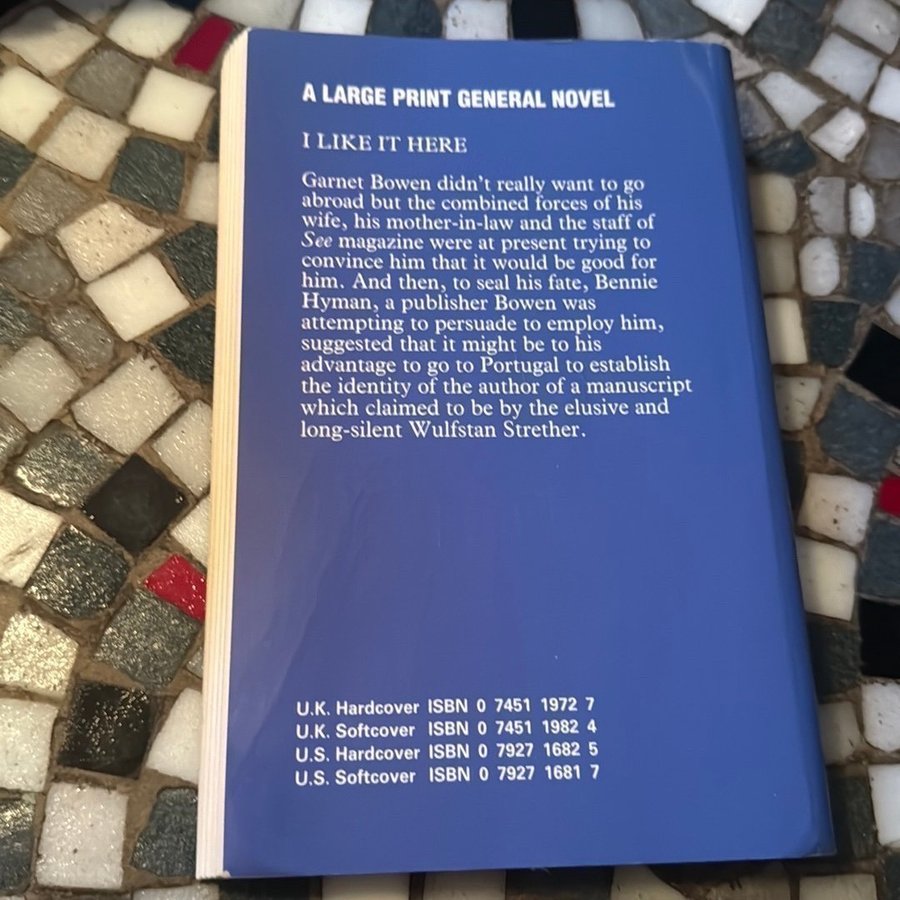 A LARGE PRINT GENERAL NOVEL
I LIKE IT HERE
Garnet Bowen didn't really want to go
abroad but the combined forces of his
wife, his mother-in-law and the staff of
See magazine were at present trying to
convince him that it would be good for
him. And then, to seal his fate, Bennie
Hyman, a publisher Bowen was
attempting to persuade to employ him,
suggested that it might be to his
advantage to go to Portugal to establish
the identity of the author of a manuscript
which claimed to be by the elusive and
long-silent Wulfstan Strether.
U.K. Hardcover ISBN 0 7451 1972 7
U.K. Softcover ISBN 0 7451 1982 4
U.S. Hardcover ISBN 0 7927 1682 5
U.S. Softcover ISBN 0 7927 1681 7